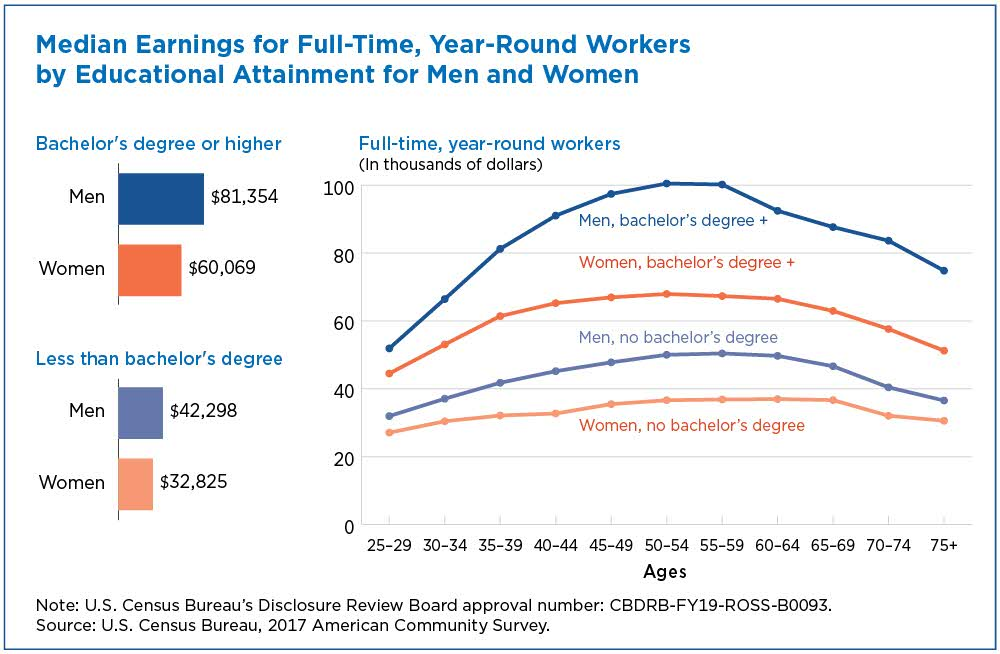 Median Earnings for Full-Time, Year-Round Workers
by Educational Attainment for Men and Women
Bachelor's degree or higher
Men $81,354
Women $60,069
Less than bachelor's degree
Men $42,298
Women $32,825
Full-time, year-round workers
(In thousands of dollars)
100
80
60
40
20
0
Men, bachelor's degree +
Women, bachelor's degree +
Men, no bachelor's degree
Women, no bachelor's degree
25–29 30–34 35–39 40–44 45–49 50–54 55–59 60–64 65–69 70–74 75+
Ages
Note: U.S. Census Bureau's Disclosure Review Board approval number: CBDRB-FY19-ROSS-B0093.
Source: U.S. Census Bureau, 2017 American Community Survey.